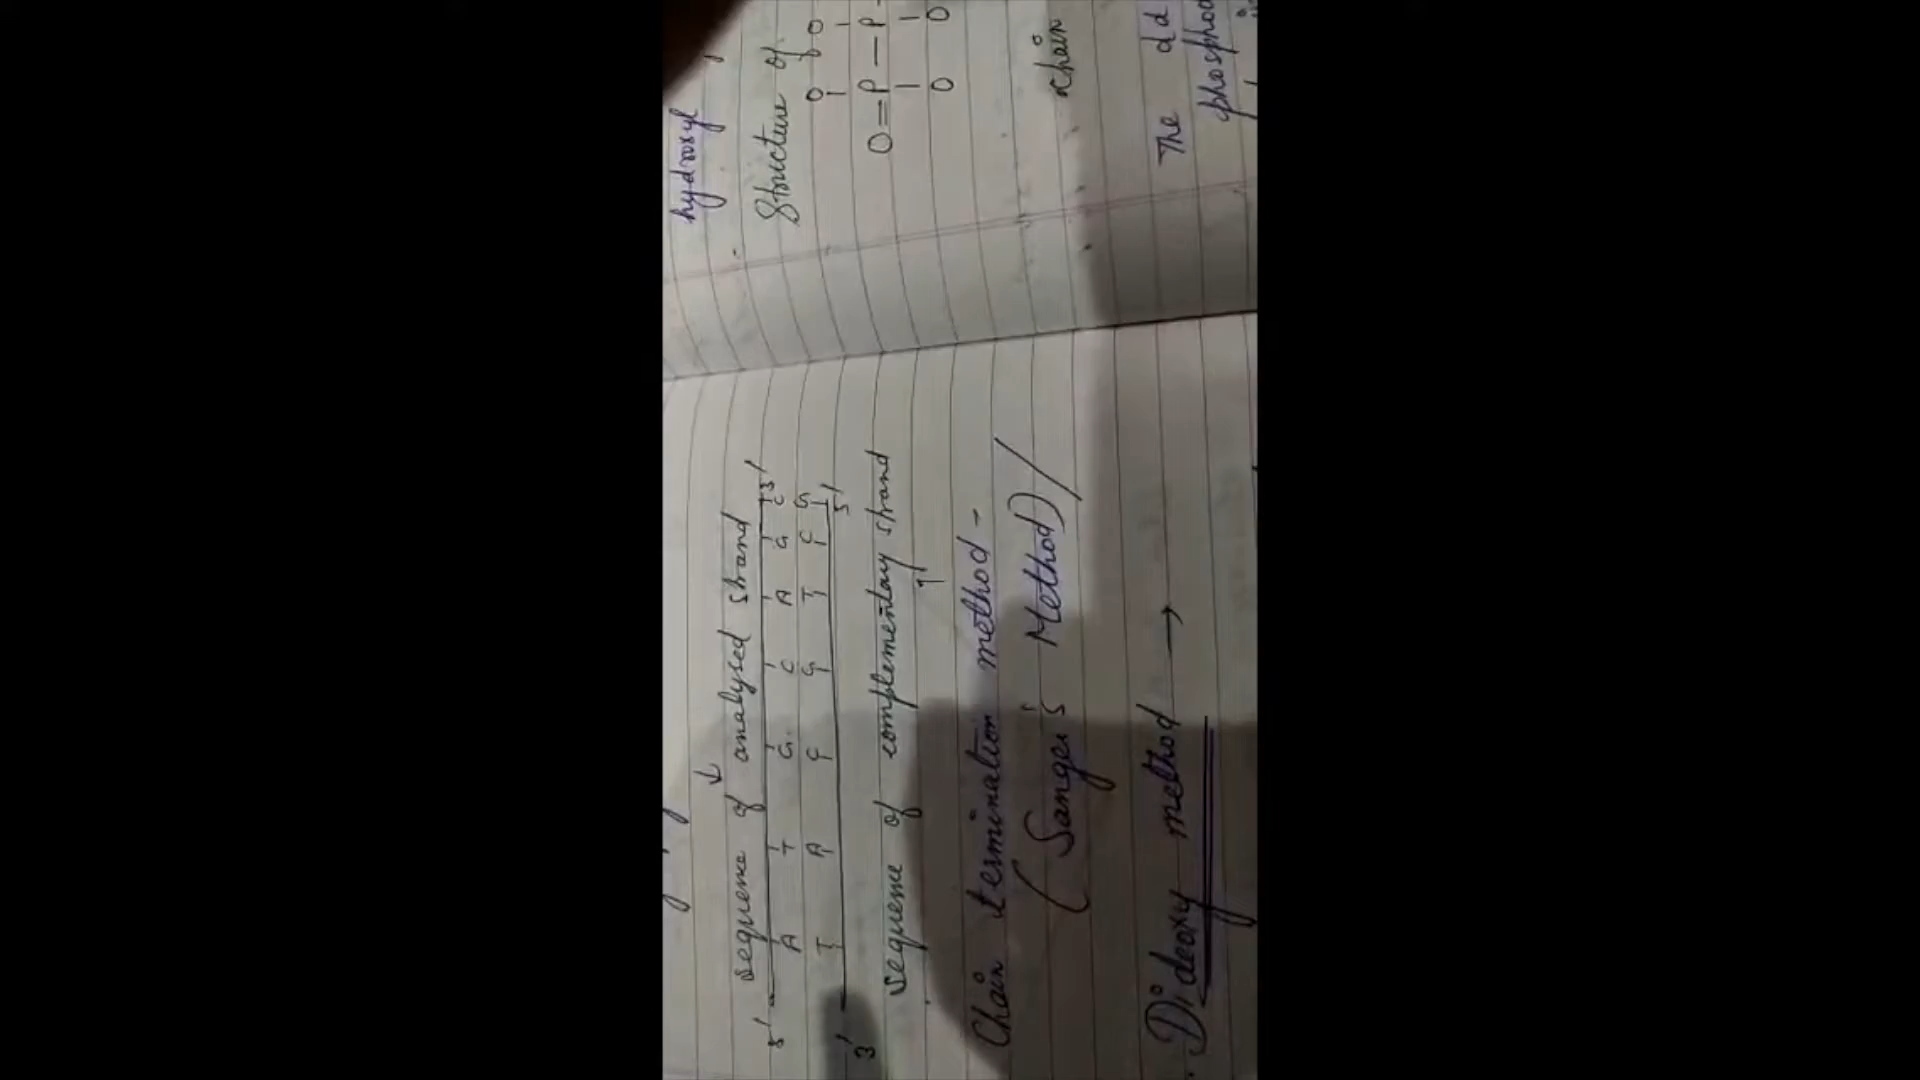 sequence of analysed strand
5' A T G C A G C 3'
3' T A C G T C G 5'
sequence of complementary strand
Chain termination method -
( Sanger's Method) /
Dideoxy method →
hydroxyl
Structure of
O O
O=P—P-
O O
chain
The dd